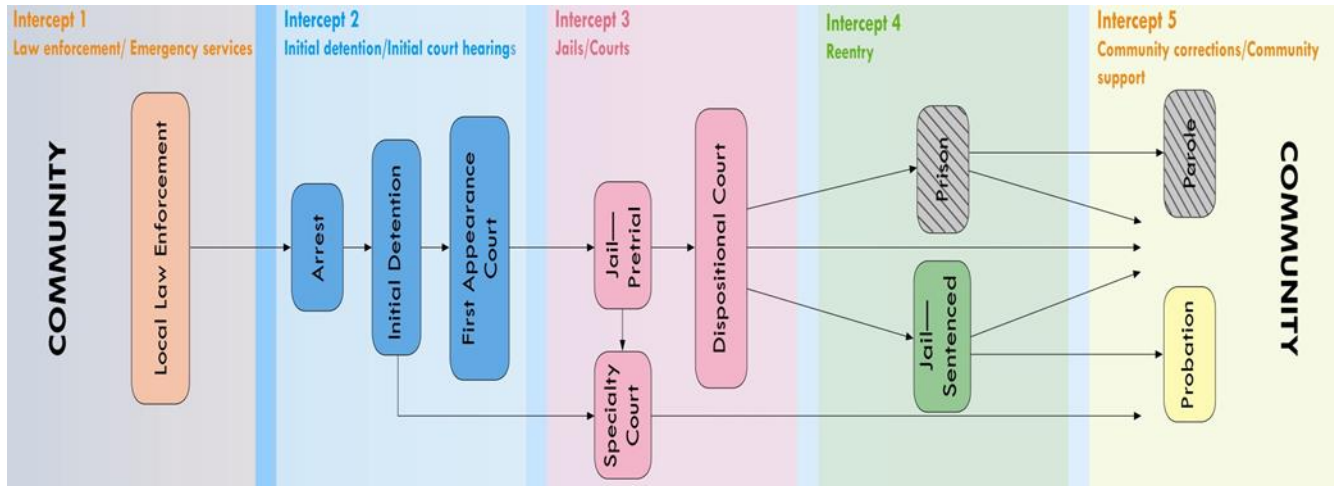 Intercept 1
Law enforcement/ Emergency services
Intercept 2
Initial detention/Initial court hearings
Intercept 3
Jails/Courts
Intercept 4
Reentry
Intercept 5
Community corrections/Community
support
COMMUNITY
Local Law Enforcement
Arrest
Initial Detention
First Appearance
Court
Jail—
Pretrial
Specialty
Court
Dispositional Court
Prison
Jail—
Sentenced
Parole
Probation
COMMUNITY